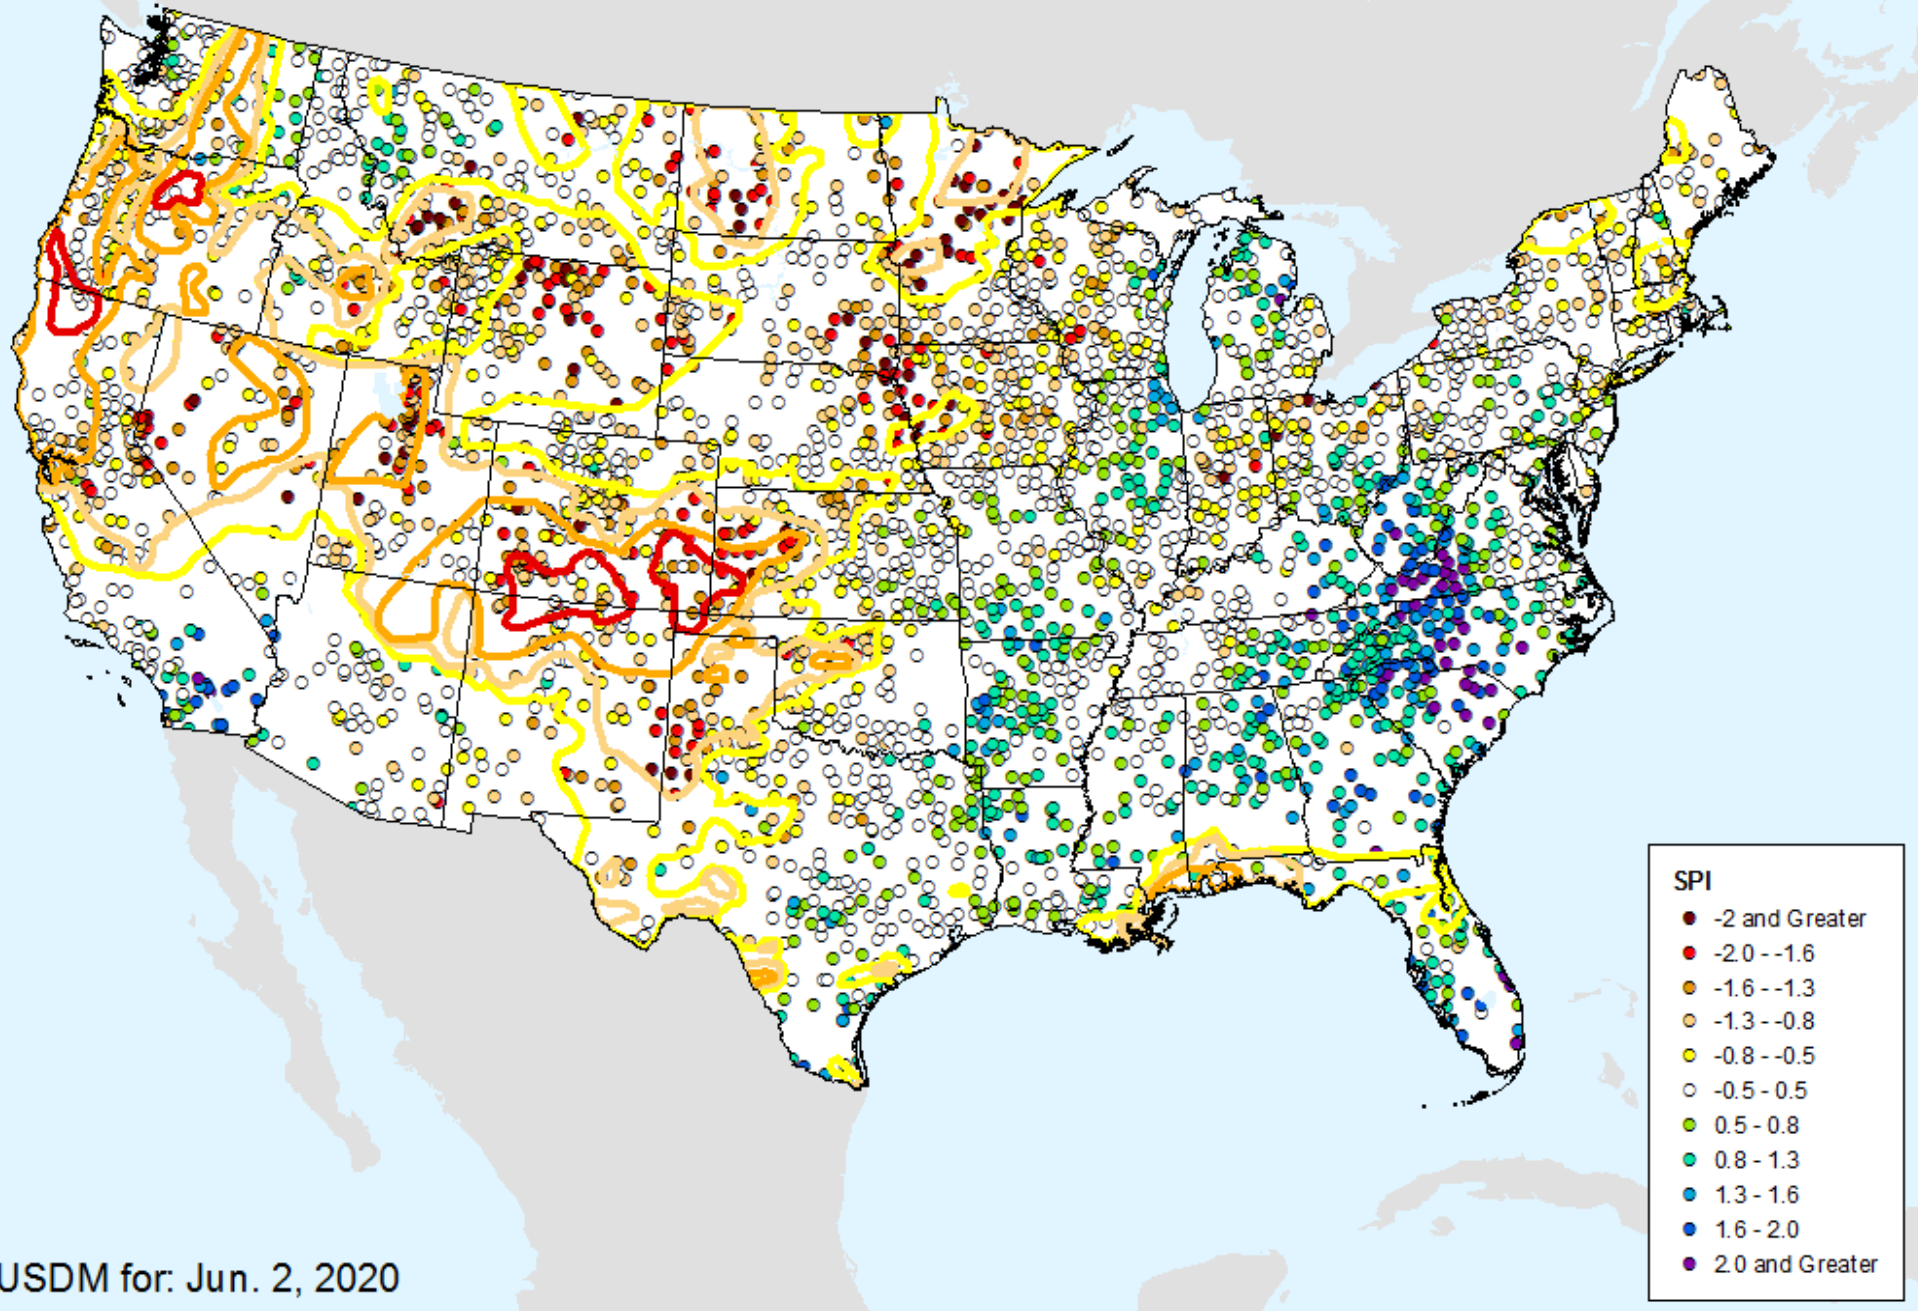 SPI
-2 and Greater
-2.0 - -1.6
-1.6 - -1.3
-1.3 - -0.8
-0.8 - -0.5
-0.5 - 0.5
0.5 - 0.8
0.8 - 1.3
1.3 - 1.6
1.6 - 2.0
2.0 and Greater
USDM for: Jun. 2, 2020